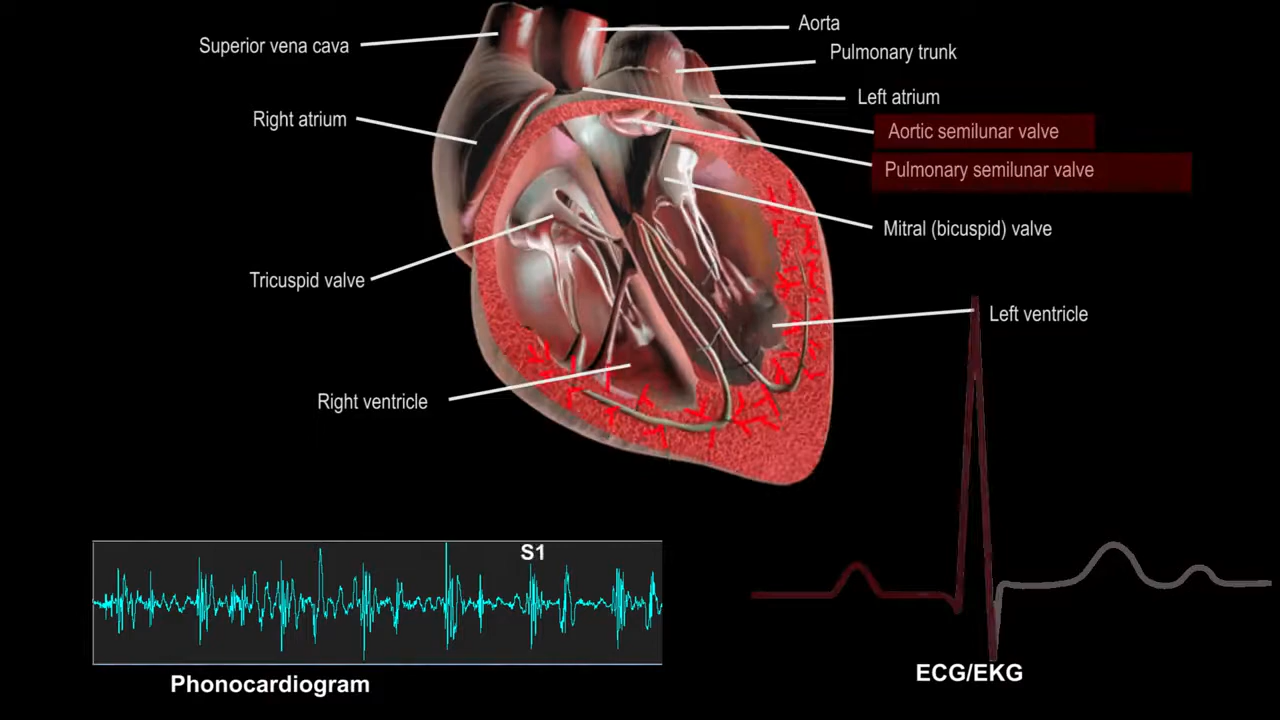 Aorta
Superior vena cava
Pulmonary trunk
Left atrium
Right atrium
Aortic semilunar valve
Pulmonary semilunar valve
Mitral (bicuspid) valve
Tricuspid valve
Left ventricle
Right ventricle
S1
Phonocardiogram
ECG/EKG